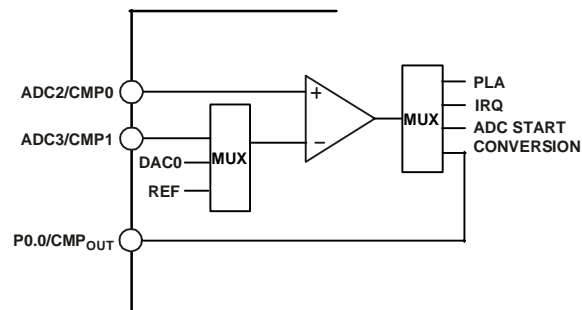 ADC2/CMP0
ADC3/CMP1
DAC0
REF
MUX
+
−
MUX
PLA
IRQ
ADC START
CONVERSION
P0.0/CMPOUT